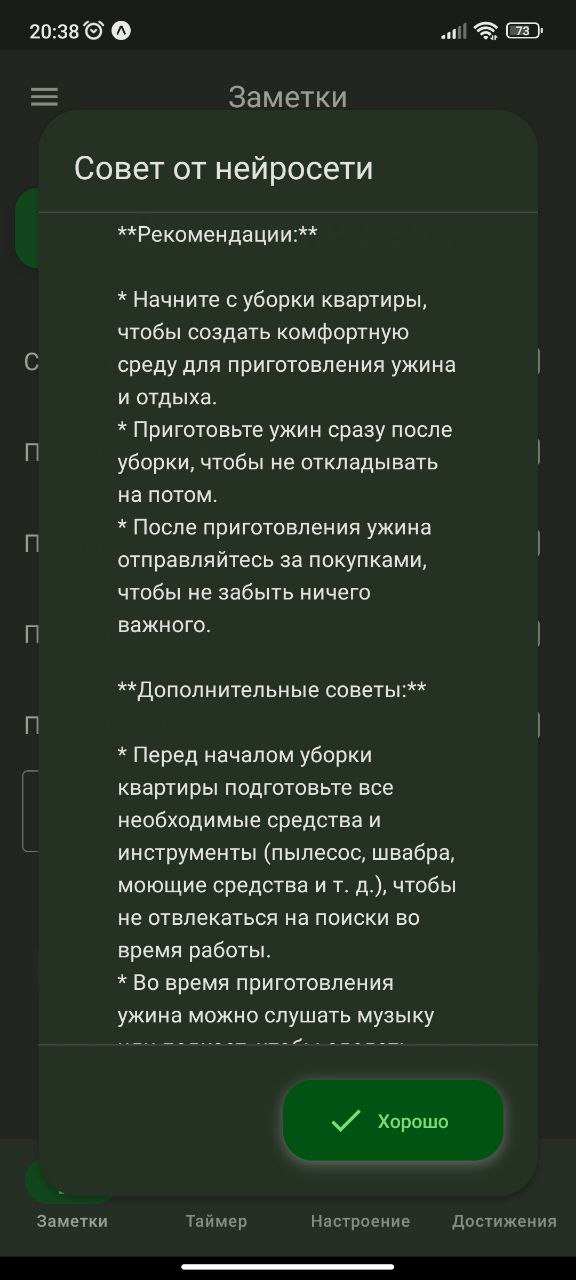 20:38
73
Заметки
Совет от нейросети
**Рекомендации:**
* Начните с уборки квартиры,
чтобы создать комфортную
среду для приготовления ужина
и отдыха.
* Приготовьте ужин сразу после
уборки, чтобы не откладывать
на потом.
* После приготовления ужина
отправляйтесь за покупками,
чтобы не забыть ничего
важного.
**Дополнительные советы:**
* Перед началом уборки
квартиры подготовьте все
необходимые средства и
инструменты (пылесос, швабра,
моющие средства и т. д.), чтобы
не отвлекаться на поиски во
время работы.
* Во время приготовления
ужина можно слушать музыку
Хорошо
Заметки
Таймер
Настроение
Достижения